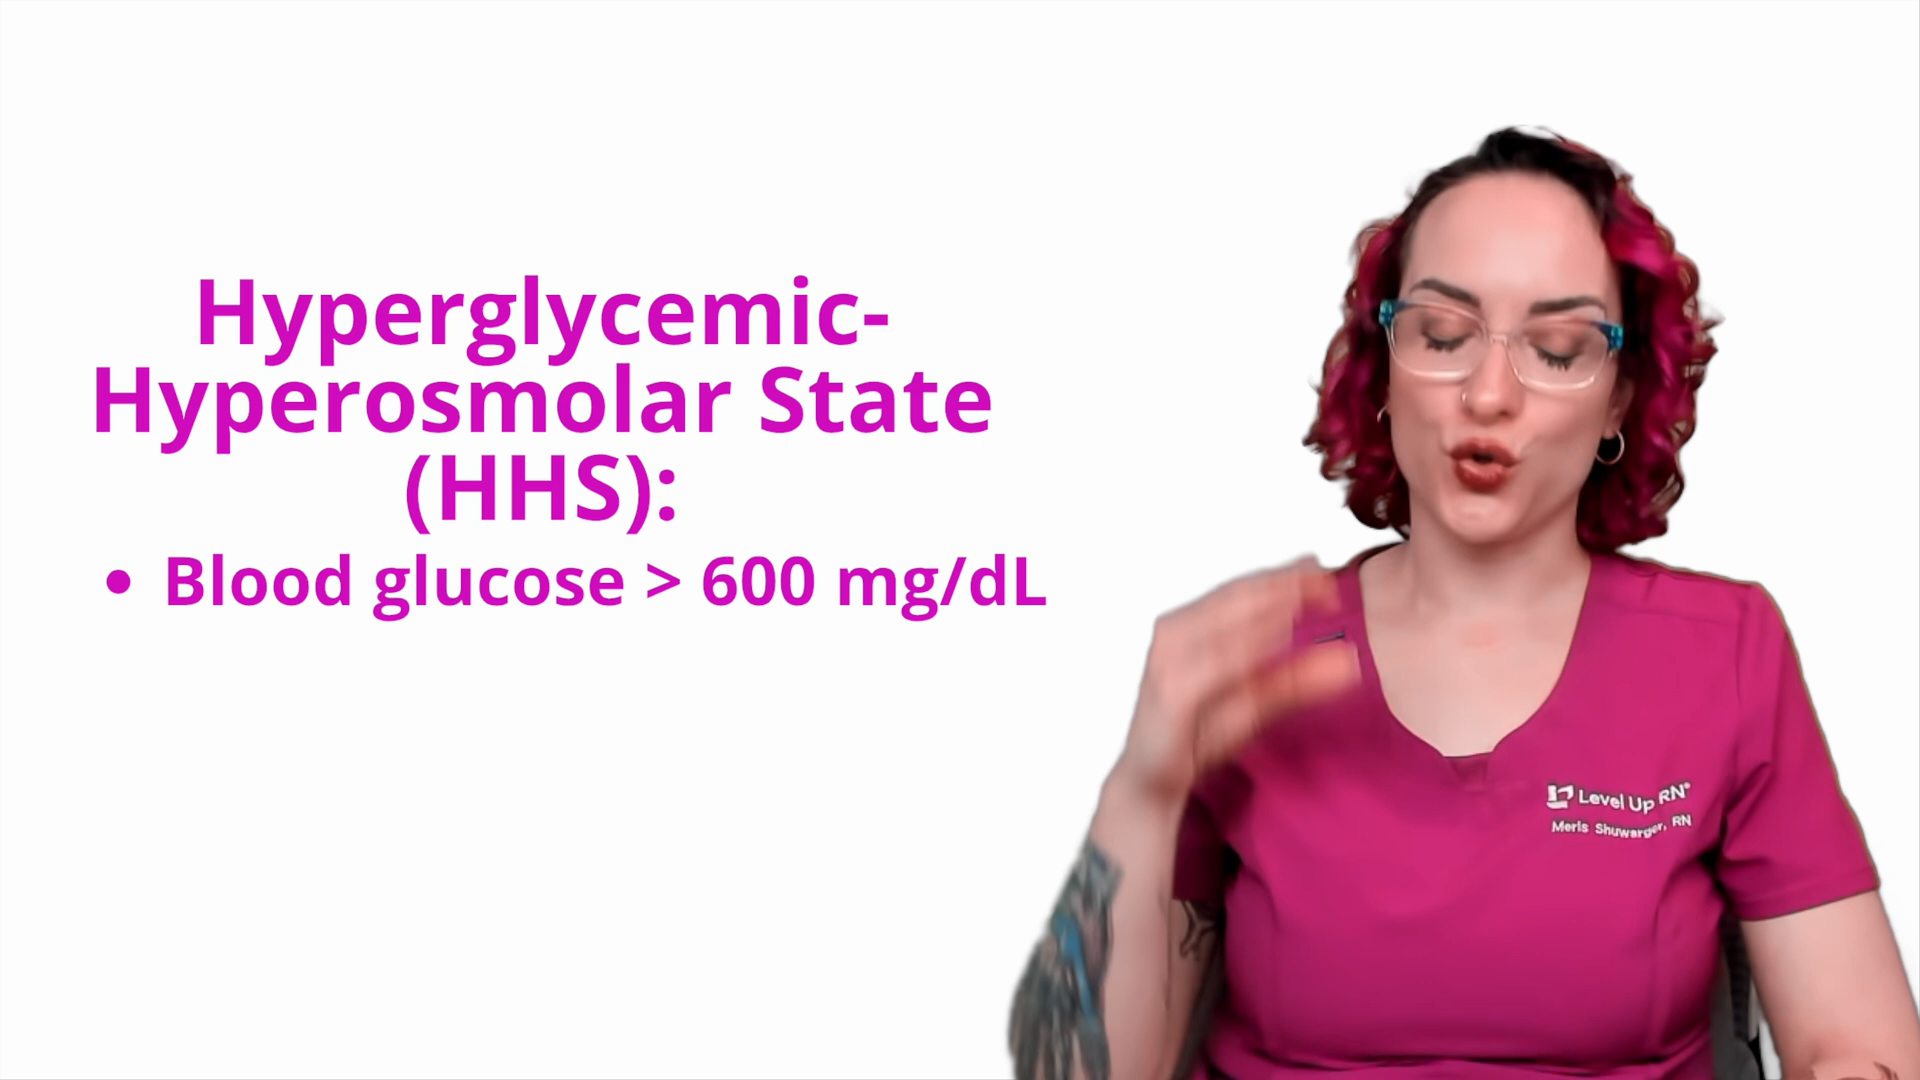 Hyperglycemic-
Hyperosmolar State
(HHS):
• Blood glucose > 600 mg/dL
Level Up RN®
Meris Shuwarger, RN